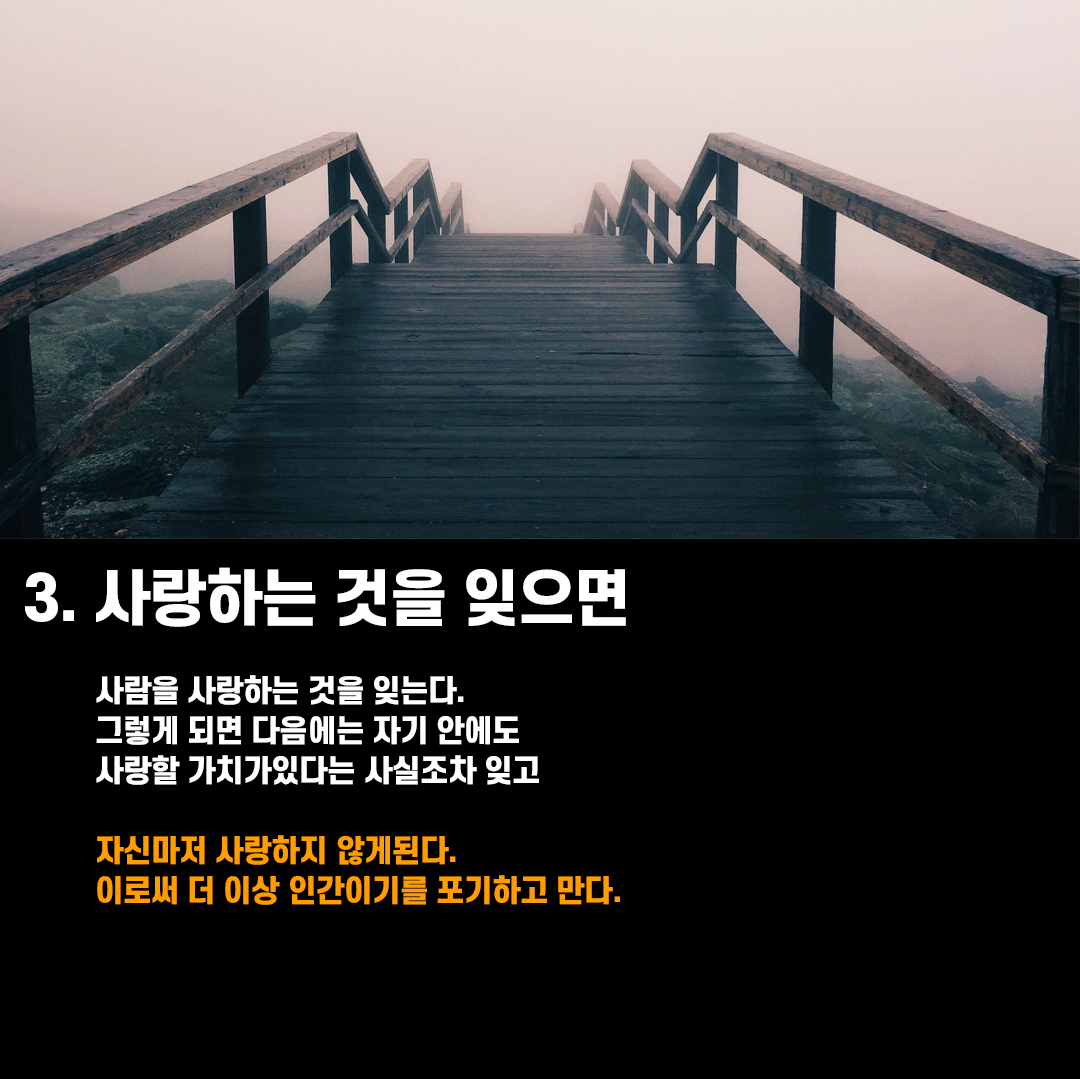 3. 사랑하는 것을 잊으면
사람을 사랑하는 것을 잊는다.
그렇게 되면 다음에는 자기 안에도
사랑할 가치가있다는 사실조차 잊고
자신마저 사랑하지 않게된다.
이로써 더 이상 인간이기를 포기하고 만다.